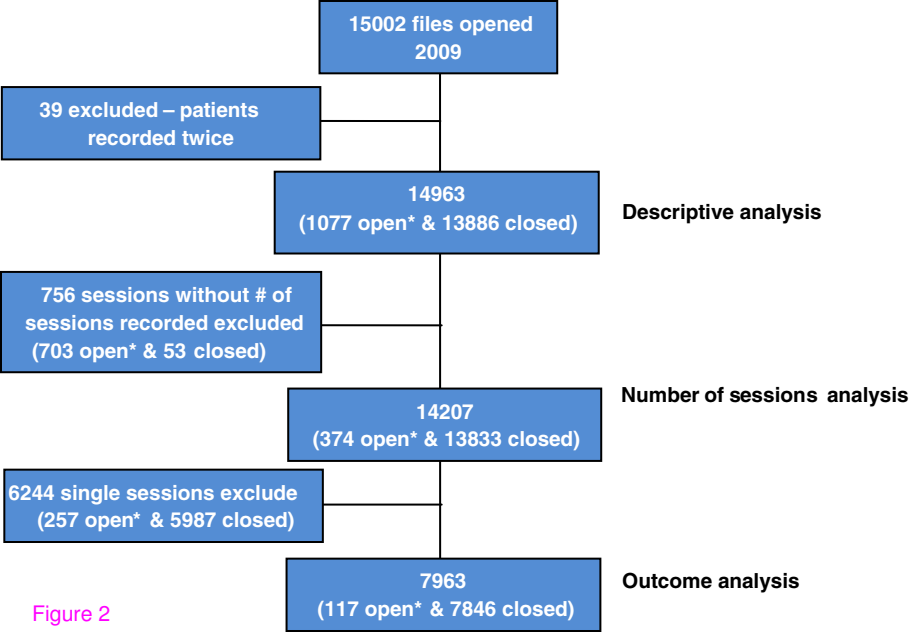 15002 files opened
2009
39 excluded – patients
recorded twice
14963
(1077 open* & 13886 closed)
Descriptive analysis
756 sessions without # of
sessions recorded excluded
(703 open* & 53 closed)
14207
(374 open* & 13833 closed)
Number of sessions analysis
6244 single sessions exclude
(257 open* & 5987 closed)
7963
(117 open* & 7846 closed)
Outcome analysis
Figure 2